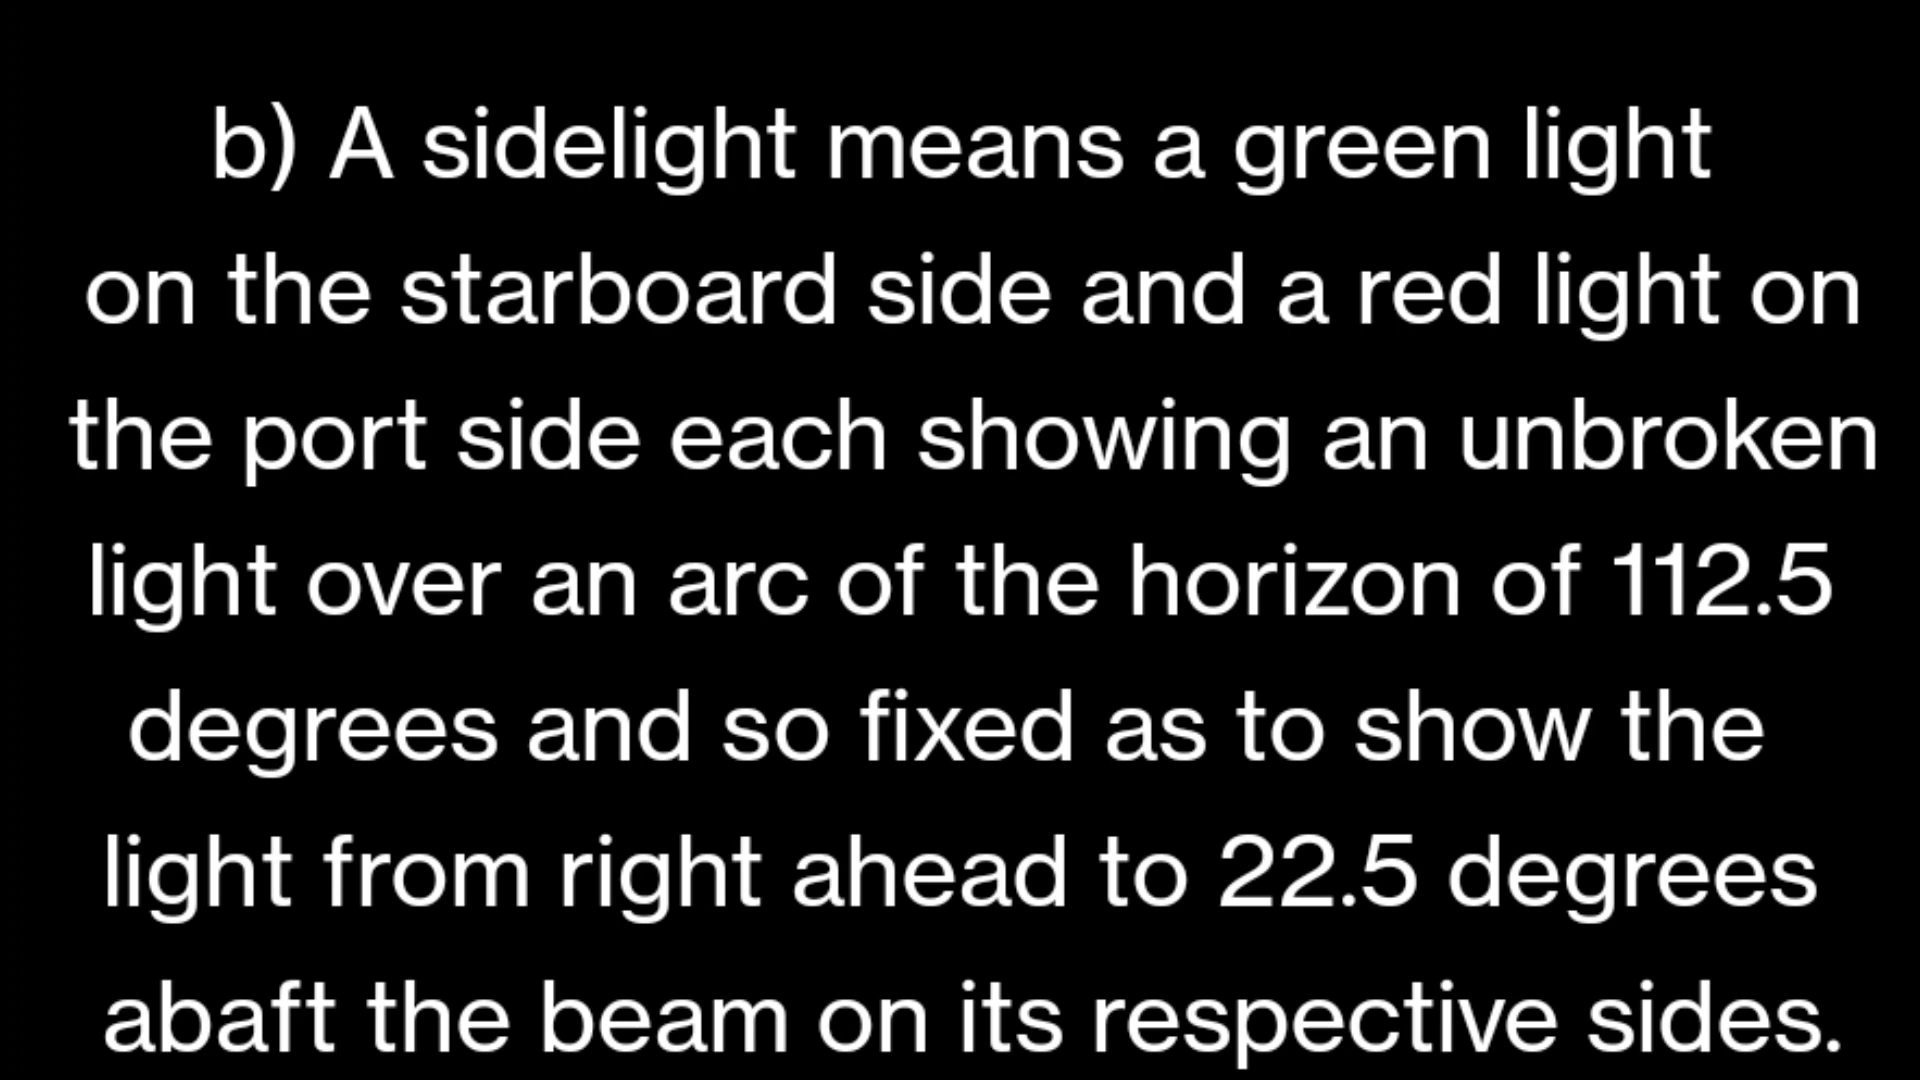 b) A sidelight means a green light
on the starboard side and a red light on
the port side each showing an unbroken
light over an arc of the horizon of 112.5
degrees and so fixed as to show the
light from right ahead to 22.5 degrees
abaft the beam on its respective sides.